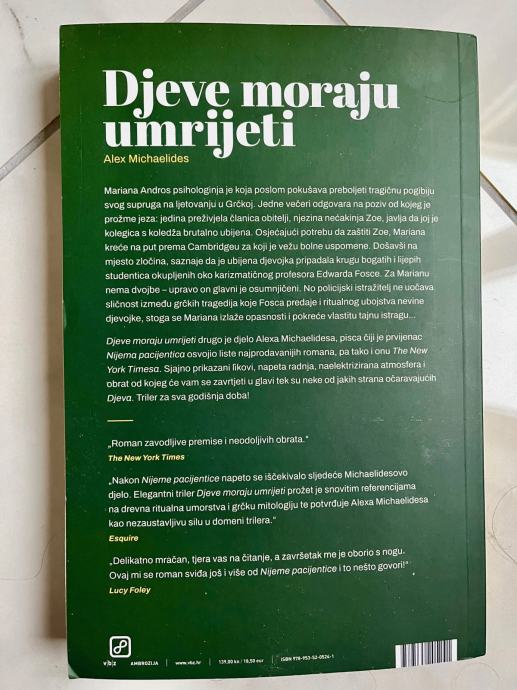 Djeve moraju
umrijeti
Alex Michaelides
Mariana Andros psihologinja je koja poslom pokušava preboljeti tragičnu pogibiju
svog supruga na ljetovanju u Grčkoj. Jedne večeri odgovara na poziv od kojeg je
prožme jeza: jedina preživjela članica obitelji, njezina nećakinja Zoe, javlja da joj je
kolegica s koledža brutalno ubijena. Osjećajući potrebu da zaštiti Zoe, Mariana
kreće na put prema Cambridgeu za koji je vežu bolne uspomene. Došavši na
mjesto zločina, saznaje da je ubijena djevojka pripadala krugu bogatih i lijepih
studentica okupljenih oko karizmatičnog profesora Edwarda Fosce. Za Marianu
nema dvojbe – upravo on glavni je osumnjičeni. No policijski istražitelj ne uočava
sličnost između grčkih tragedija koje Fosca predaje i ritualnog ubojstva nevine
djevojke, stoga se Mariana izlaže opasnosti i pokreće vlastitu tajnu istragu...
Djeve moraju umrijeti drugo je djelo Alexa Michaelidesa, pisca čiji je prvijenac
Nijema pacijentica osvojio liste najprodavanijih romana, pa tako i onu The New
York Timesa. Sjajno prikazani likovi, napeta radnja, naelektrizirana atmosfera i
obrat od kojeg će vam se zavrtjeti u glavi tek su neke od jakih strana očaravajućih
Djeva. Triler za sva godišnja doba!
„Roman zavodljive premise i neodoljivih obrata.“
The New York Times
„Nakon Nijeme pacijentice napeto se iščekivalo sljedeće Michaelidesovo
djelo. Elegantni triler Djeve moraju umrijeti prožet je snovitim referencijama
na drevna ritualna umorstva i grčku mitologiju te potvrđuje Alexa Michaelidesa
kao nezaustavljivu silu u domeni trilera.“
Esquire
„Delikatno mračan, tjera vas na čitanje, a završetak me je oborio s nogu.
Ovaj mi se roman sviđa još i više od Nijeme pacijentice i to nešto govori!“
Lucy Foley
v|b|z AMBROZIJA | www.vbz.hr | 139,00 kn / 18,50 eur | ISBN 978-953-52-0524-1